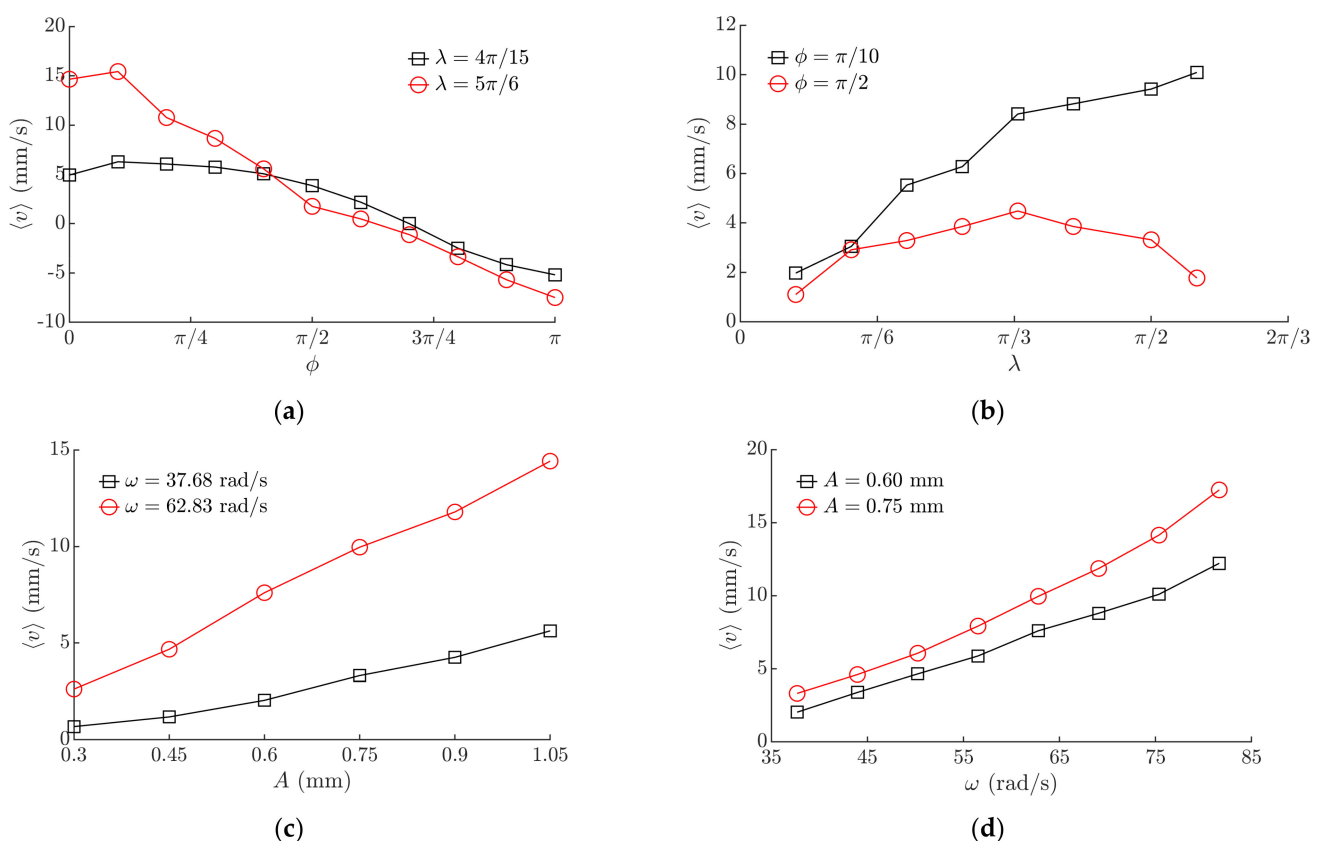 20
15
10
5
0
-5
-10
0 π/4 π/2 3π/4 π
ϕ
⟨v⟩ (mm/s)
λ = 4π/15
λ = 5π/6
(a)
12
10
8
6
4
2
0
0 π/6 π/3 π/2 2π/3
λ
⟨v⟩ (mm/s)
ϕ = π/10
ϕ = π/2
(b)
15
10
5
0
0.3 0.45 0.6 0.75 0.9 1.05
A (mm)
⟨v⟩ (mm/s)
ω = 37.68 rad/s
ω = 62.83 rad/s
(c)
20
15
10
5
0
35 45 55 65 75 85
ω (rad/s)
⟨v⟩ (mm/s)
A = 0.60 mm
A = 0.75 mm
(d)